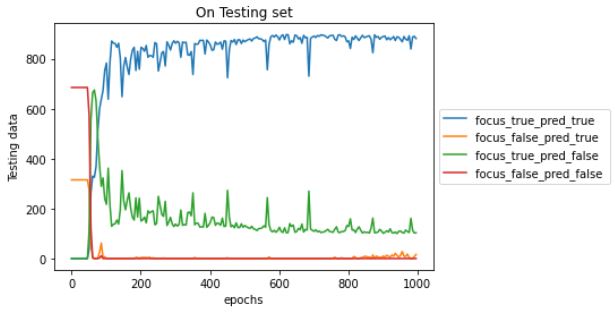 On Testing set
800
600
400
200
0
Testing data
0 200 400 600 800 1000
epochs
focus_true_pred_true
focus_false_pred_true
focus_true_pred_false
focus_false_pred_false